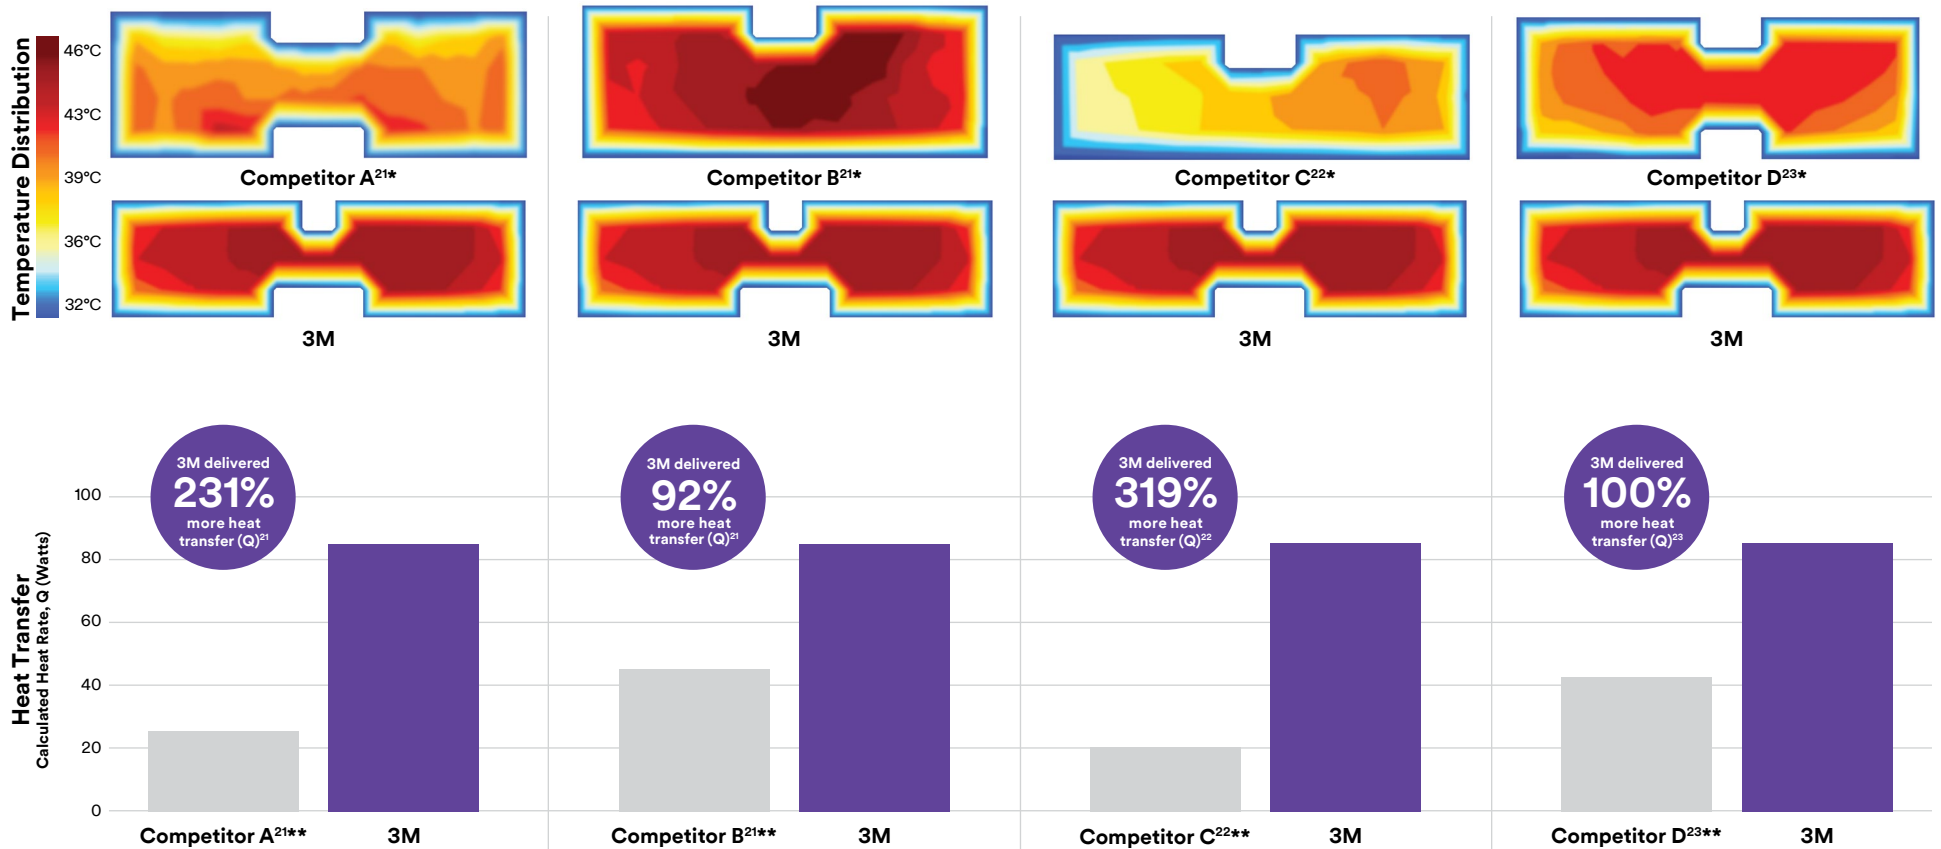 Temperature Distribution
46°C
43°C
39°C
36°C
32°C
Competitor A21*
Competitor B21*
Competitor C22*
Competitor D23*
3M
3M
3M
3M
3M delivered
231%
more heat
transfer (Q)21
3M delivered
92%
more heat
transfer (Q)21
3M delivered
319%
more heat
transfer (Q)22
3M delivered
100%
more heat
transfer (Q)23
Heat Transfer
Calculated Heat Rate, Q (Watts)
100
80
60
40
20
0
Competitor A21**
3M
Competitor B21**
3M
Competitor C22**
3M
Competitor D23**
3M